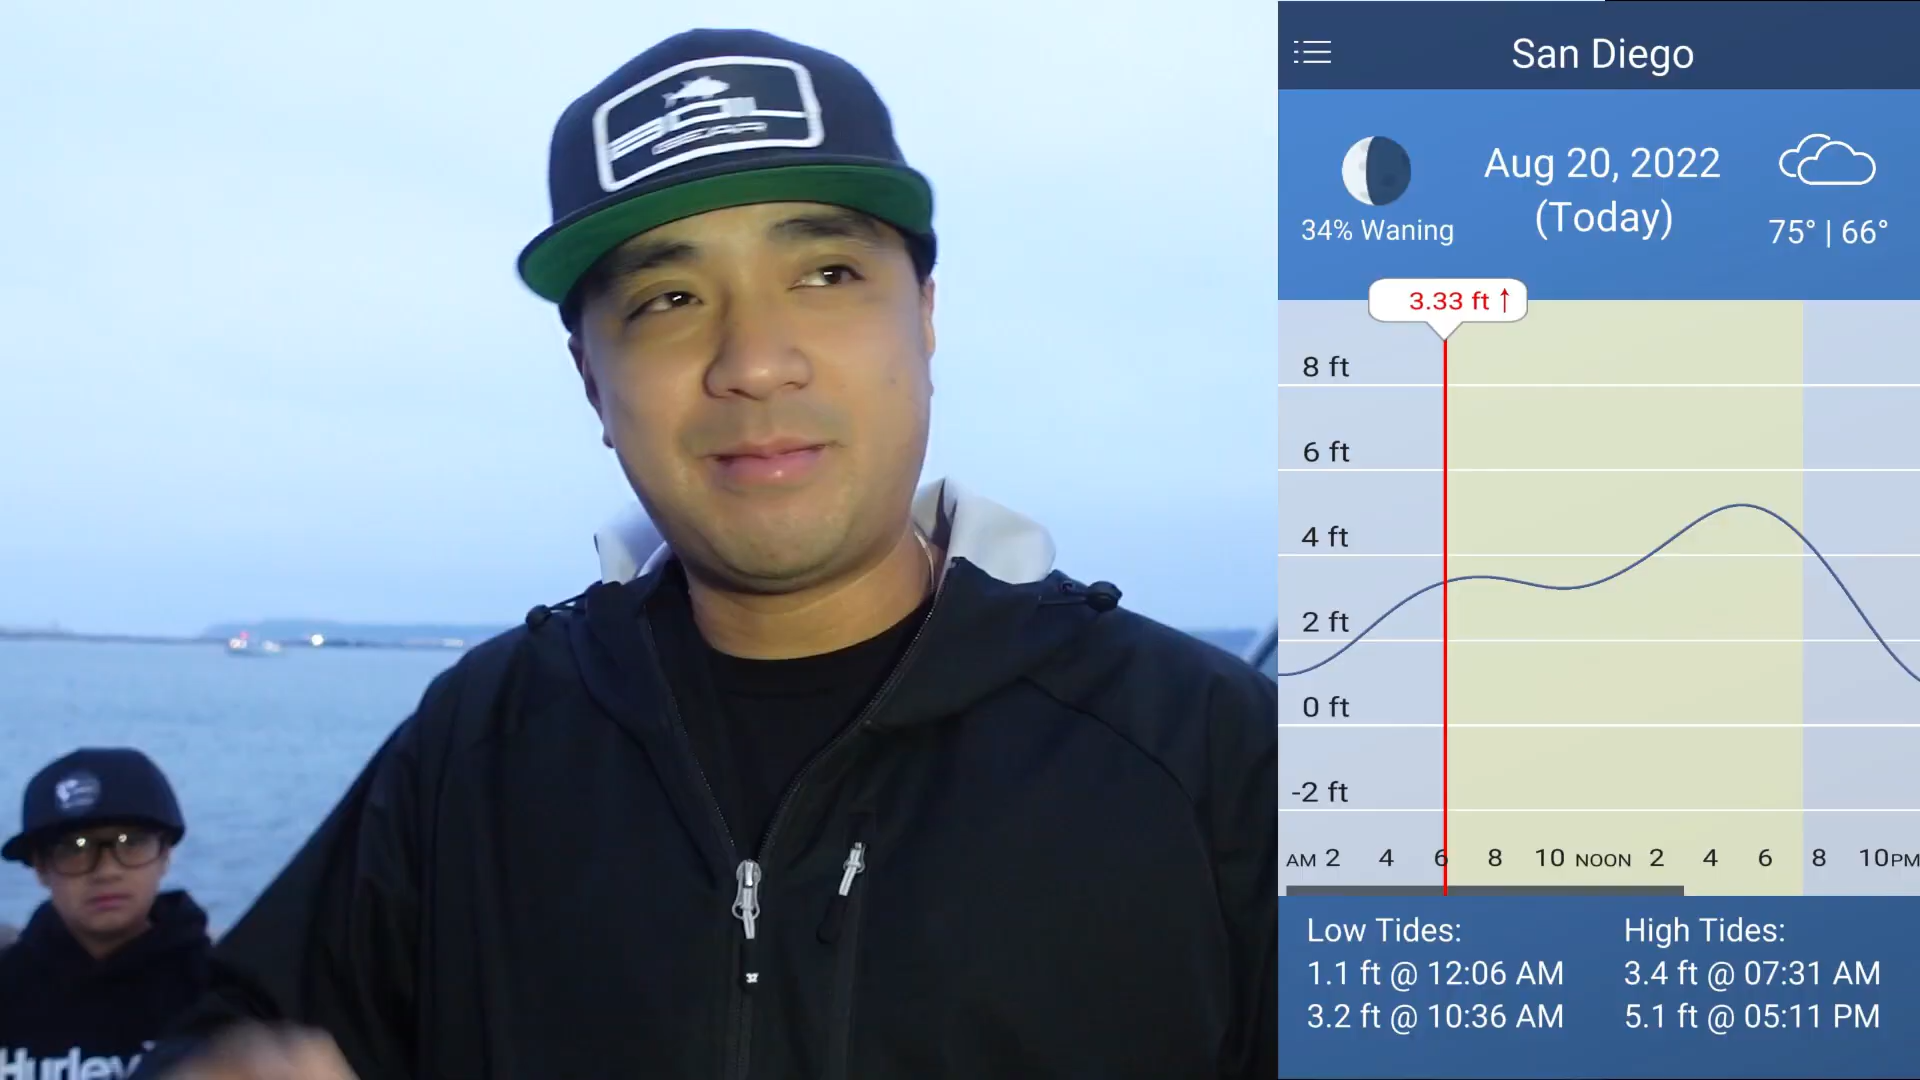 GEAR
Hurley
San Diego
34% Waning
Aug 20, 2022
(Today)
75° | 66°
3.33 ft ↑
8 ft
6 ft
4 ft
2 ft
0 ft
-2 ft
AM 2 4 6 8 10 NOON 2 4 6 8 10PM
Low Tides:
1.1 ft @ 12:06 AM
3.2 ft @ 10:36 AM
High Tides:
3.4 ft @ 07:31 AM
5.1 ft @ 05:11 PM